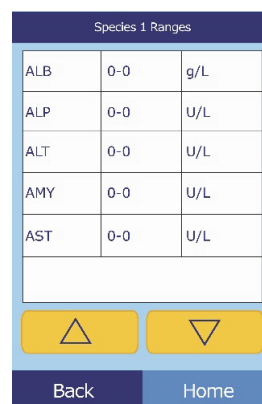 Species 1 Ranges
ALB 0-0 g/L
ALP 0-0 U/L
ALT 0-0 U/L
AMY 0-0 U/L
AST 0-0 U/L
Back Home